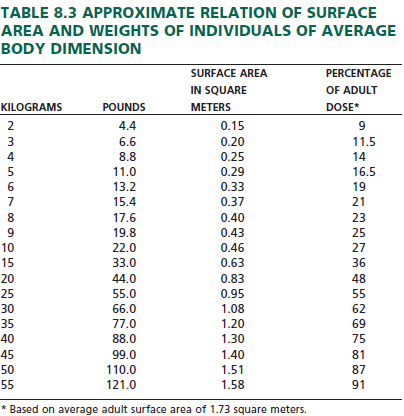 TABLE 8.3 APPROXIMATE RELATION OF SURFACE
AREA AND WEIGHTS OF INDIVIDUALS OF AVERAGE
BODY DIMENSION
SURFACE AREA PERCENTAGE
IN SQUARE OF ADULT
KILOGRAMS POUNDS METERS DOSE*
2 4.4 0.15 9
3 6.6 0.20 11.5
4 8.8 0.25 14
5 11.0 0.29 16.5
6 13.2 0.33 19
7 15.4 0.37 21
8 17.6 0.40 23
9 19.8 0.43 25
10 22.0 0.46 27
15 33.0 0.63 36
20 44.0 0.83 48
25 55.0 0.95 55
30 66.0 1.08 62
35 77.0 1.20 69
40 88.0 1.30 75
45 99.0 1.40 81
50 110.0 1.51 87
55 121.0 1.58 91
* Based on average adult surface area of 1.73 square meters.